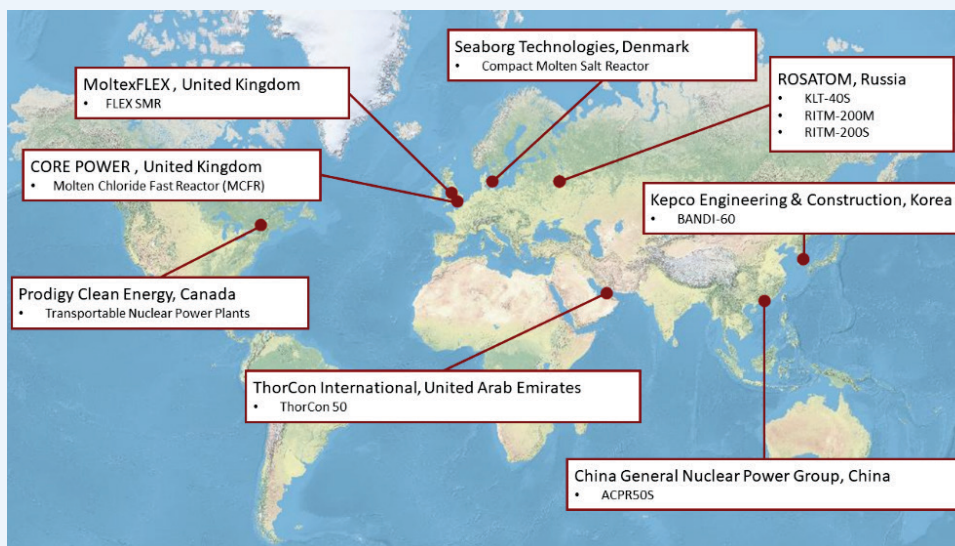 Seaborg Technologies, Denmark
• Compact Molten Salt Reactor
MoltexFLEX , United Kingdom
• FLEX SMR
ROSATOM, Russia
• KLT-40S
• RITM-200M
• RITM-200S
CORE POWER , United Kingdom
• Molten Chloride Fast Reactor (MCFR)
Kepco Engineering & Construction, Korea
• BANDI-60
Prodigy Clean Energy, Canada
• Transportable Nuclear Power Plants
ThorCon International, United Arab Emirates
• ThorCon 50
China General Nuclear Power Group, China
• ACPR50S